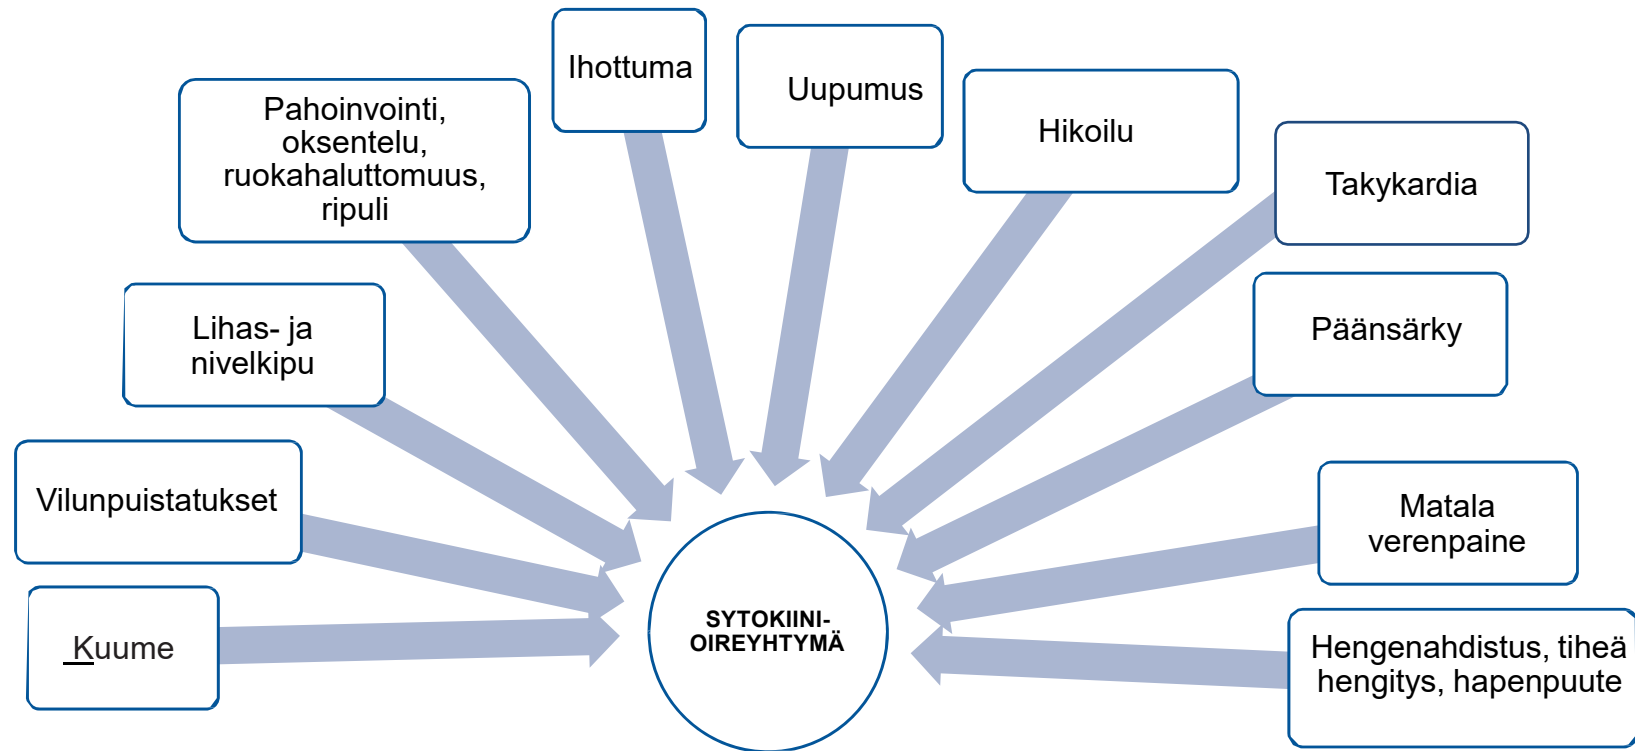 Ihottuma
Uupumus
Pahoinvointi,
oksentelu,
ruokahaluttomuus,
ripuli
Hikoilu
Takykardia
Lihas- ja
nivelkipu
Päänsärky
Vilunpuistatukset
Matala
verenpaine
Kuume
SYTOKIINI-
OIREYHTYMÄ
Hengenahdistus, tiheä
hengitys, hapenpuute